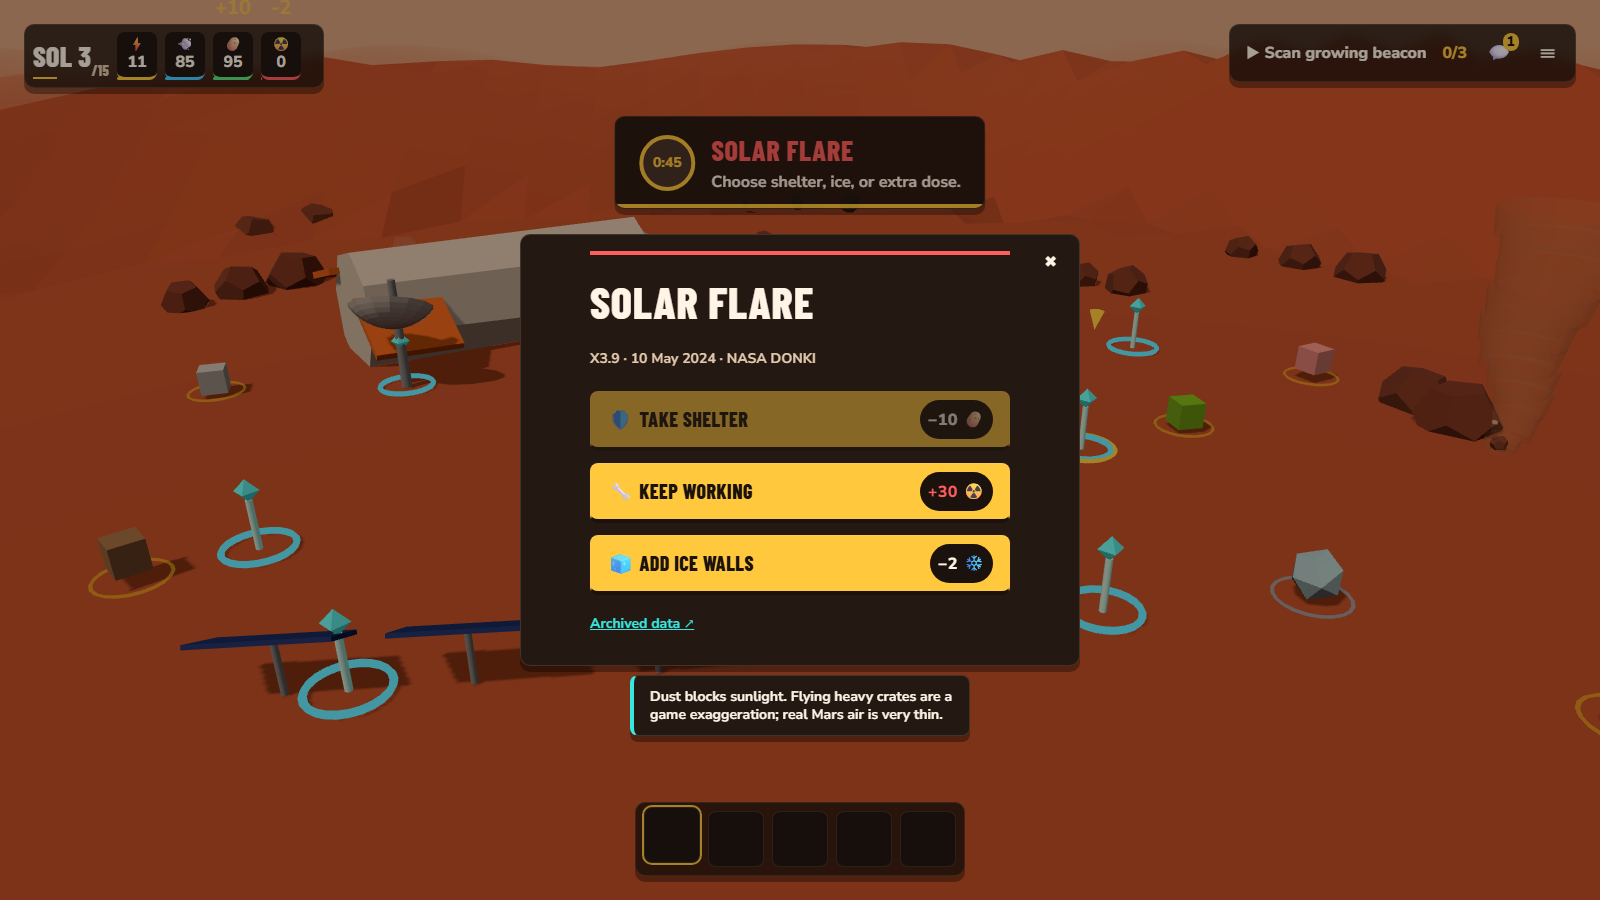 +10 -2
SOL 3/15
11 85 95 0
Scan growing beacon 0/3 1
0:45
SOLAR FLARE
Choose shelter, ice, or extra dose.
SOLAR FLARE
X3.9 · 10 May 2024 · NASA DONKI
TAKE SHELTER −10
KEEP WORKING +30
ADD ICE WALLS −2
Archived data ↗
Dust blocks sunlight. Flying heavy crates are a
game exaggeration; real Mars air is very thin.